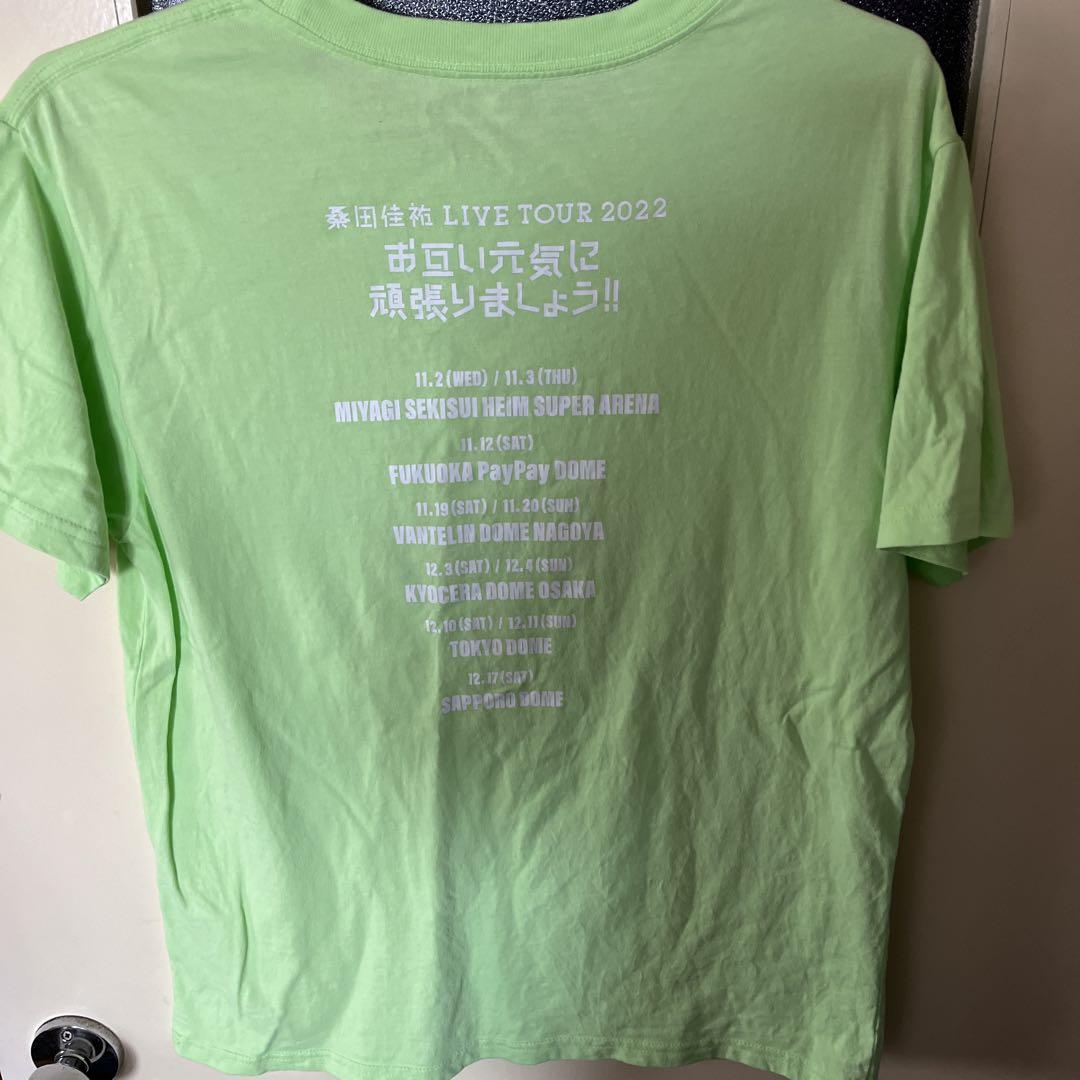 桑田佳祐 LIVE TOUR 2022
お互い元気に
頑張りましょう!!
11.2(WED) / 11.3(THU)
MIYAGI SEKISUI HEIM SUPER ARENA
11.12(SAT)
FUKUOKA PayPay DOME
11.19(SAT) / 11.20(SUN)
VANTELIN DOME NAGOYA
12.3(SAT) / 12.4(SUN)
KYOCERA DOME OSAKA
12.10(SAT) / 12.11(SUN)
TOKYO DOME
12.17(SAT)
SAPPORO DOME